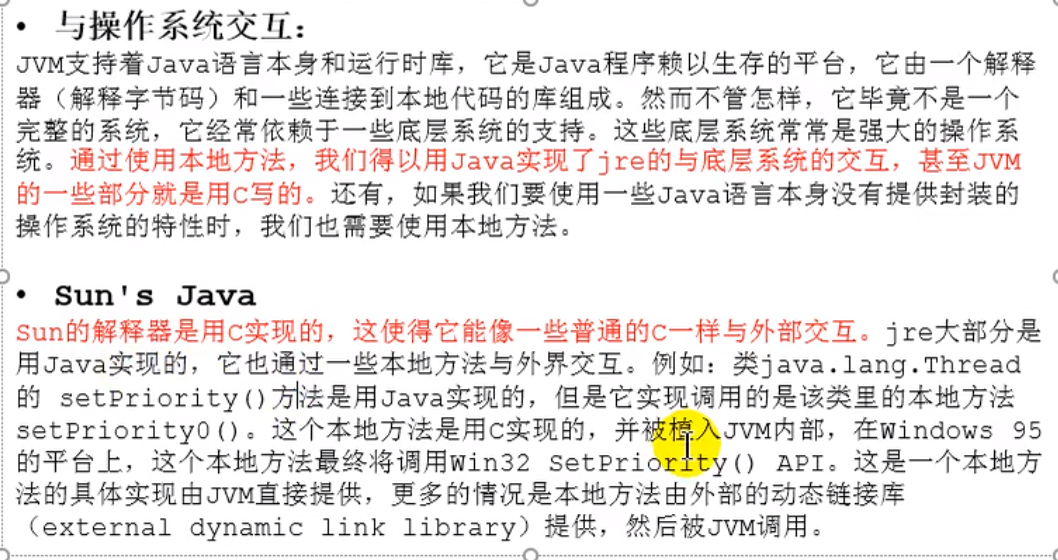 • 与操作系统交互：
JVM支持着Java语言本身和运行时库，它是Java程序赖以生存的平台，它由一个解释
器（解释字节码）和一些连接到本地代码的库组成。然而不管怎样，它毕竟不是一个
完整的系统，它经常依赖于一些底层系统的支持。这些底层系统常常是强大的操作系
统。通过使用本地方法，我们得以用Java实现了jre的与底层系统的交互，甚至JVM
的一些部分就是用C写的。还有，如果我们要使用一些Java语言本身没有提供封装的
操作系统的特性时，我们也需要使用本地方法。
• Sun's Java
Sun的解释器是用C实现的，这使得它能像一些普通的C一样与外部交互。jre大部分是
用Java实现的，它也通过一些本地方法与外界交互。例如：类java.lang.Thread
的 setPriority()方法是用Java实现的，但是它实现调用的是该类里的本地方法
setPriority0()。这个本地方法是用C实现的，并被植入JVM内部，在Windows 95
的平台上，这个本地方法最终将调用Win32 SetPriority() API。这是一个本地方
法的具体实现由JVM直接提供，更多的情况是本地方法由外部的动态链接库
（external dynamic link library）提供，然后被JVM调用。